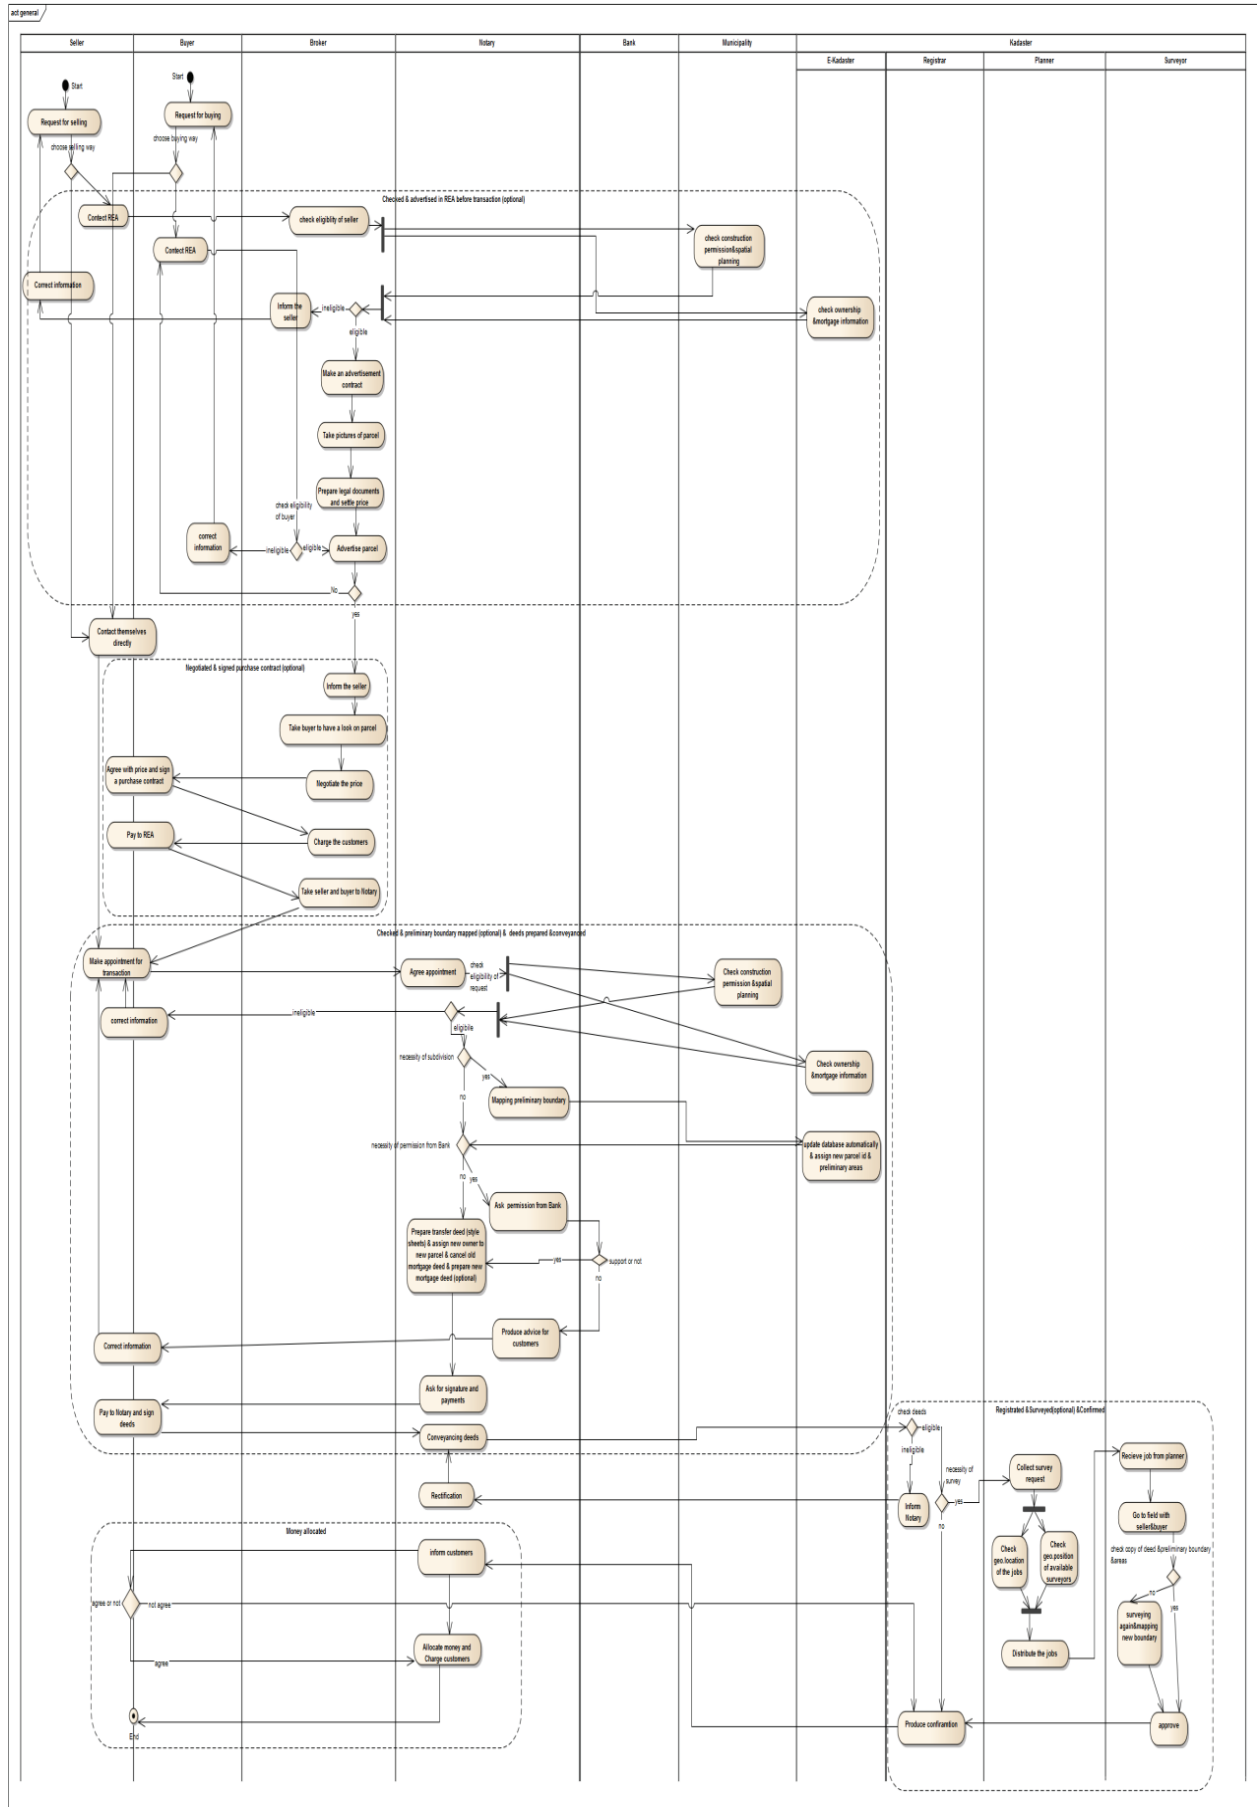 act general
Seller
Buyer
Broker
Notary
Bank
Municipality
Kadaster
E-Kadaster
Registrar
Planner
Surveyor
Start
Start
Request for selling
Request for buying
choose selling way
choose buying way
Checked & advertised in REA before transaction (optional)
Contect REA
check eligiblity of seller
Contect REA
check construction
permission&spatial
planning
Correct information
Inform the
seller
ineligible
eligible
check ownership
&mortgage information
Make an advertisement
contract
Take pictures of parcel
Prepare legal documents
and settle price
check eligibility
of buyer
correct
information
ineligible
eligible
Advertise parcel
No
yes
Contact themselves
directly
Negotiated & signed purchase contract (optional)
Inform the seller
Take buyer to have a look on parcel
Agree with price and sign
a purchase contract
Negotiate the price
Pay to REA
Charge the customers
Take seller and buyer to Notary
Checked & preliminary boundary mapped (optional) & deeds prepared &conveyanced
Make appointment for
transaction
Agree appointment
check
eligibility of
request
Check construction
permission &spatial
planning
correct information
ineligible
eligibile
necessity of subdivision
yes
no
Check ownership
&mortgage information
Mapping preliminary boundary
necessity of permission from Bank
update database automatically
& assign new parcel id &
preliminary areas
no
yes
Ask permission from Bank
Prepare transfer deed (style
sheets) & assign new owner to
new parcel & cancel old
mortgage deed & prepare new
mortgage deed (optional)
yes
support or not
no
Produce advice for
customers
Correct information
Ask for signature and
payments
Pay to Notary and sign
deeds
Conveyancing deeds
Registrated &Surveyed(optional) &Confirmed
check deeds
eligible
ineligible
necessity of
survey
yes
no
Collect survey
request
Recieve job from planner
Rectification
Inform
Notary
Go to field with
seller&buyer
Money allocated
inform customers
Check
geo.location
of the jobs
Check
geo.position
of available
surveyors
check copy of deed &preliminary boundary
&areas
no
yes
agree or not
not agree
surveying
again&mapping
new boundary
Allocate money and
Charge customers
agree
Distribute the jobs
End
Produce confiramtion
approve